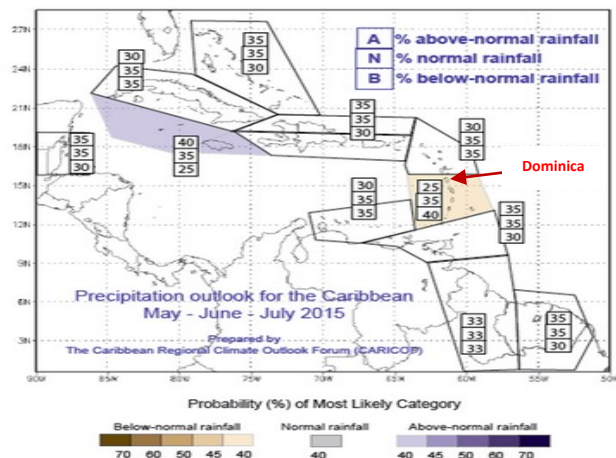 A % above-normal rainfall
N % normal rainfall
B % below-normal rainfall
27N
24N
21N
18N
15N
12N
9N
6N
3N
30
35
35
35
35
30
40
35
25
35
35
30
35
35
30
30
35
35
Dominica
25
35
40
30
35
35
35
35
30
33
33
33
35
35
30
Precipitation outlook for the Caribbean
May - June - July 2015
Prepared by
The Caribbean Regional Climate Outlook Forum (CARICOF)
90W 85W 80W 75W 70W 65W 60W 55W
Probability (%) of Most Likely Category
Below-normal rainfall Normal rainfall Above-normal rainfall
70 60 50 45 40 40 40 45 50 60 70